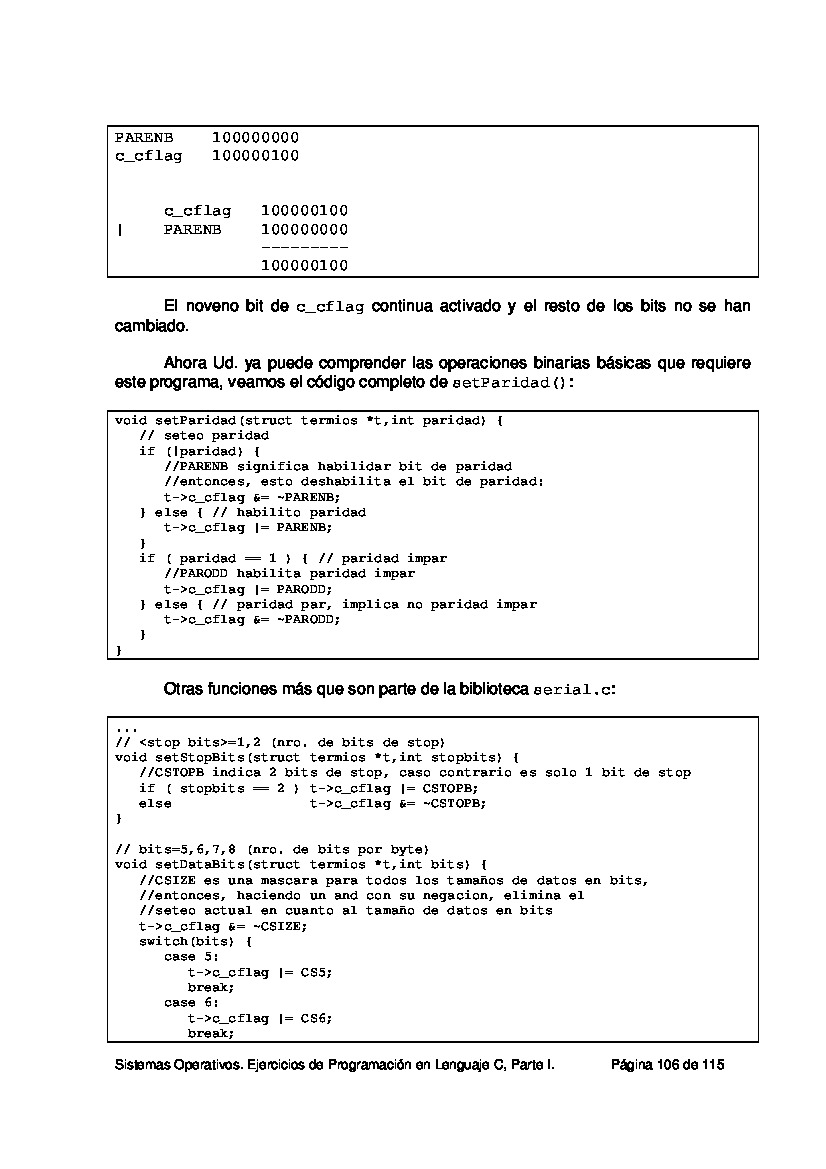 PARENB    100000000
c_cflag   100000100
      c_cflag   100000100
|     PARENB    100000000
                ---------
                100000100
El noveno bit de c_cflag continua activado y el resto de los bits no se han
cambiado.
Ahora Ud. ya puede comprender las operaciones binarias básicas que requiere
este programa, veamos el código completo de setParidad():
void setParidad(struct termios *t,int paridad) {
   // seteo paridad
   if (!paridad) {
      //PARENB significa habilidar bit de paridad
      //entonces, esto deshabilita el bit de paridad:
      t->c_cflag &= ~PARENB;
   } else { // habilito paridad
      t->c_cflag |= PARENB;
   }
   if ( paridad == 1 ) { // paridad impar
      //PARODD habilita paridad impar
      t->c_cflag |= PARODD;
   } else { // paridad par, implica no paridad impar
      t->c_cflag &= ~PARODD;
   }
}
Otras funciones más que son parte de la biblioteca serial.c:
...
// <stop bits>=1,2 (nro. de bits de stop)
void setStopBits(struct termios *t,int stopbits) {
   //CSTOPB indica 2 bits de stop, caso contrario es solo 1 bit de stop
   if ( stopbits == 2 ) t->c_cflag |= CSTOPB;
   else                 t->c_cflag &= ~CSTOPB;
}
// bits=5,6,7,8 (nro. de bits por byte)
void setDataBits(struct termios *t,int bits) {
   //CSIZE es una mascara para todos los tamaños de datos en bits,
   //entonces, haciendo un and con su negacion, elimina el
   //seteo actual en cuanto al tamaño de datos en bits
   t->c_cflag &= ~CSIZE;
   switch(bits) {
      case 5:
         t->c_cflag |= CS5;
         break;
      case 6:
         t->c_cflag |= CS6;
         break;
Sistemas Operativos. Ejercicios de Programación en Lenguaje C, Parte I. Página 106 de 115